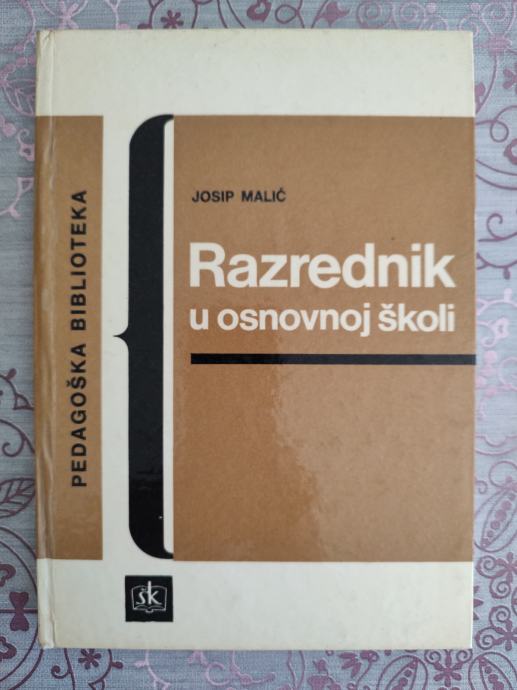 PEDAGOŠKA BIBLIOTEKA
JOSIP MALIĆ
Razrednik
u osnovnoj školi
šk